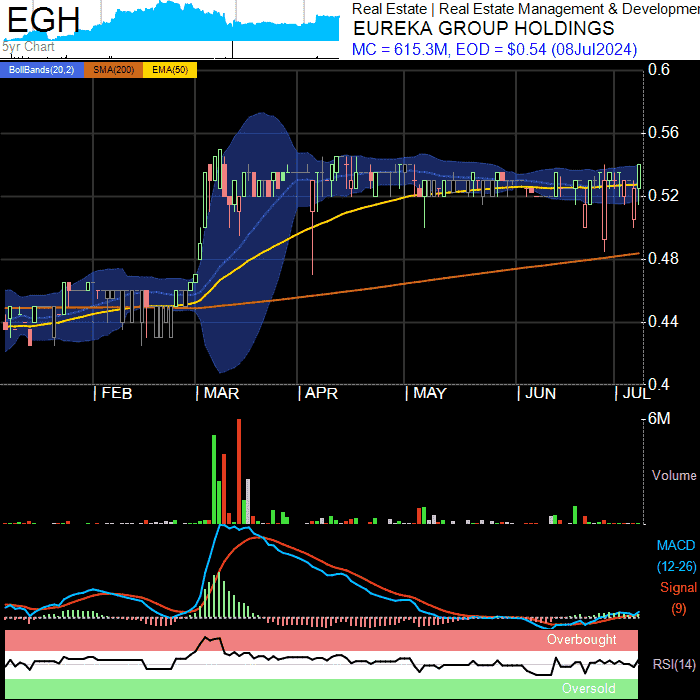 EGH
5yr Chart
Real Estate | Real Estate Management & Developmen
EUREKA GROUP HOLDINGS
MC = 615.3M, EOD = $0.54 (08Jul2024)
BollBands(20,2) SMA(200) EMA(50)
0.6
0.56
0.52
0.48
0.44
0.4
| FEB | MAR | APR | MAY | JUN | JUL
6M
Volume
MACD
(12-26)
Signal
(9)
Overbought
RSI(14)
Oversold